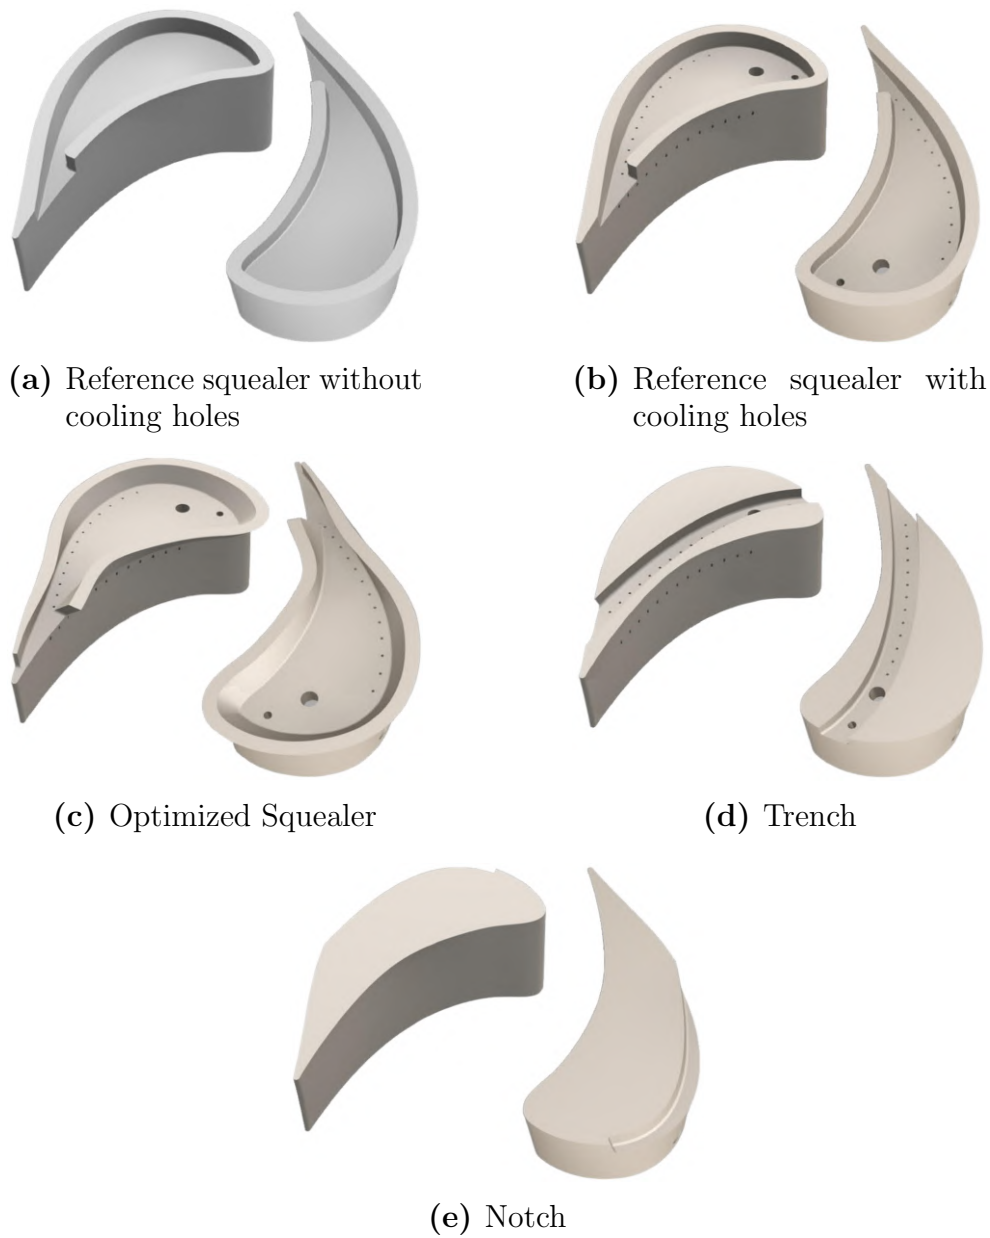 (a) Reference squealer without
cooling holes
(b) Reference squealer with
cooling holes
(c) Optimized Squealer
(d) Trench
(e) Notch